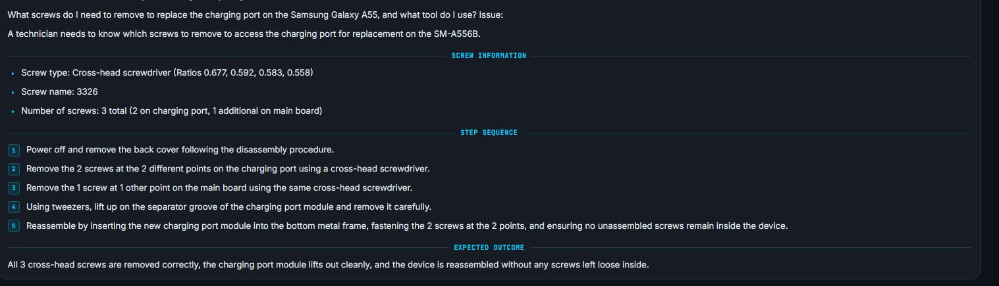 What screws do I need to remove to replace the charging port on the Samsung Galaxy A55, and what tool do I use? Issue:
A technician needs to know which screws to remove to access the charging port for replacement on the SM-A556B.
SCREW INFORMATION
▸ Screw type: Cross-head screwdriver (Ratios 0.677, 0.592, 0.583, 0.558)
▸ Screw name: 3326
▸ Number of screws: 3 total (2 on charging port, 1 additional on main board)
STEP SEQUENCE
1 Power off and remove the back cover following the disassembly procedure.
2 Remove the 2 screws at the 2 different points on the charging port using a cross-head screwdriver.
3 Remove the 1 screw at 1 other point on the main board using the same cross-head screwdriver.
4 Using tweezers, lift up on the separator groove of the charging port module and remove it carefully.
5 Reassemble by inserting the new charging port module into the bottom metal frame, fastening the 2 screws at the 2 points, and ensuring no unassembled screws remain inside the device.
EXPECTED OUTCOME
All 3 cross-head screws are removed correctly, the charging port module lifts out cleanly, and the device is reassembled without any screws left loose inside.